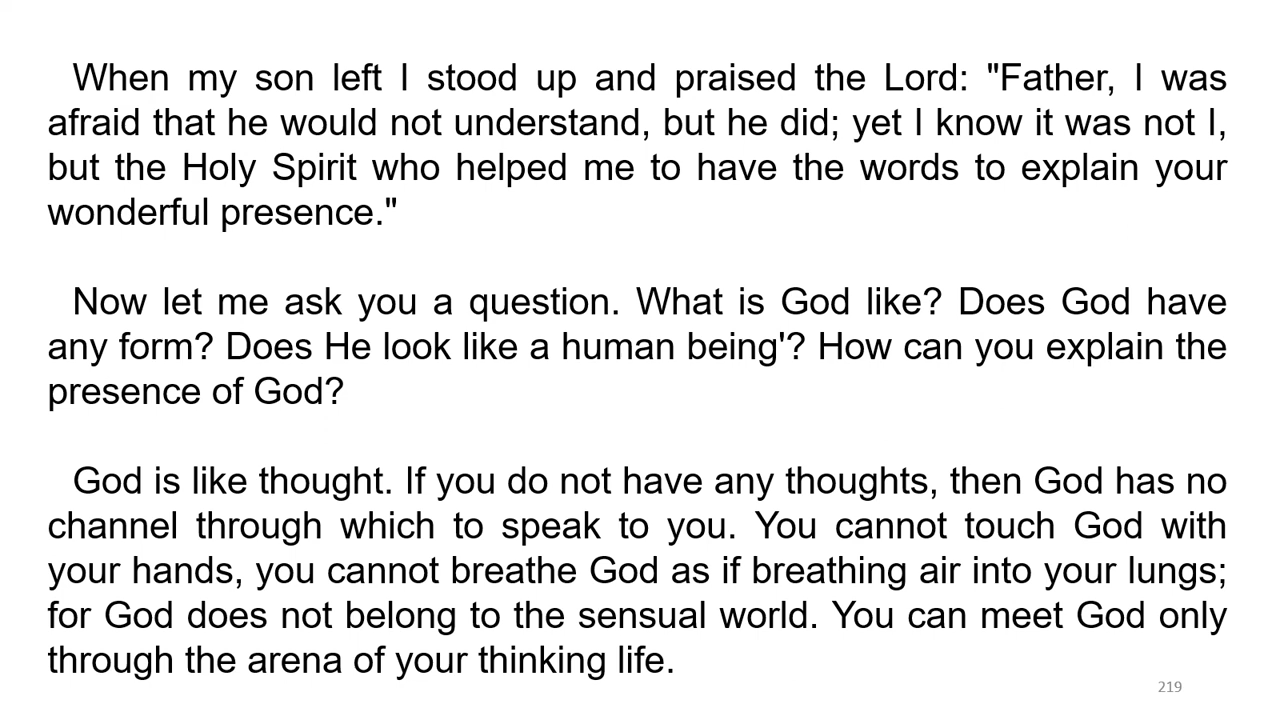 When my son left I stood up and praised the Lord: "Father, I was
afraid that he would not understand, but he did; yet I know it was not I,
but the Holy Spirit who helped me to have the words to explain your
wonderful presence."
Now let me ask you a question. What is God like? Does God have
any form? Does He look like a human being'? How can you explain the
presence of God?
God is like thought. If you do not have any thoughts, then God has no
channel through which to speak to you. You cannot touch God with
your hands, you cannot breathe God as if breathing air into your lungs;
for God does not belong to the sensual world. You can meet God only
through the arena of your thinking life.
219